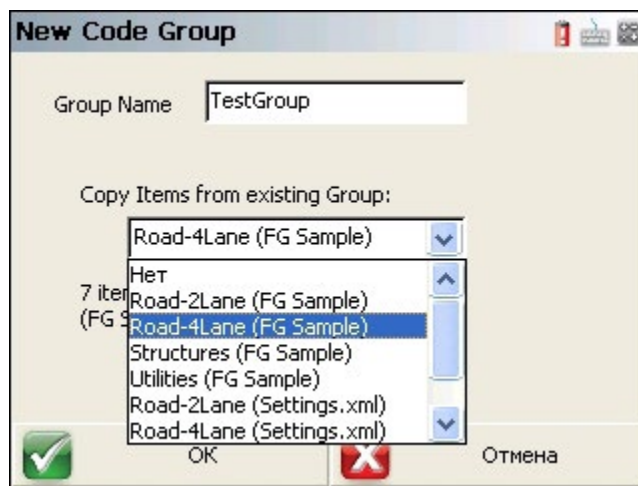 New Code Group
Group Name
TestGroup
Copy Items from existing Group:
Road-4Lane (FG Sample)
Нет
7
Road-2Lane (FG Sample)
(FG
Road-4Lane (FG Sample)
Structures (FG Sample)
Utilities (FG Sample)
Road-2Lane (Settings.xml)
Road-4Lane (Settings.xml)
OK
Отмена